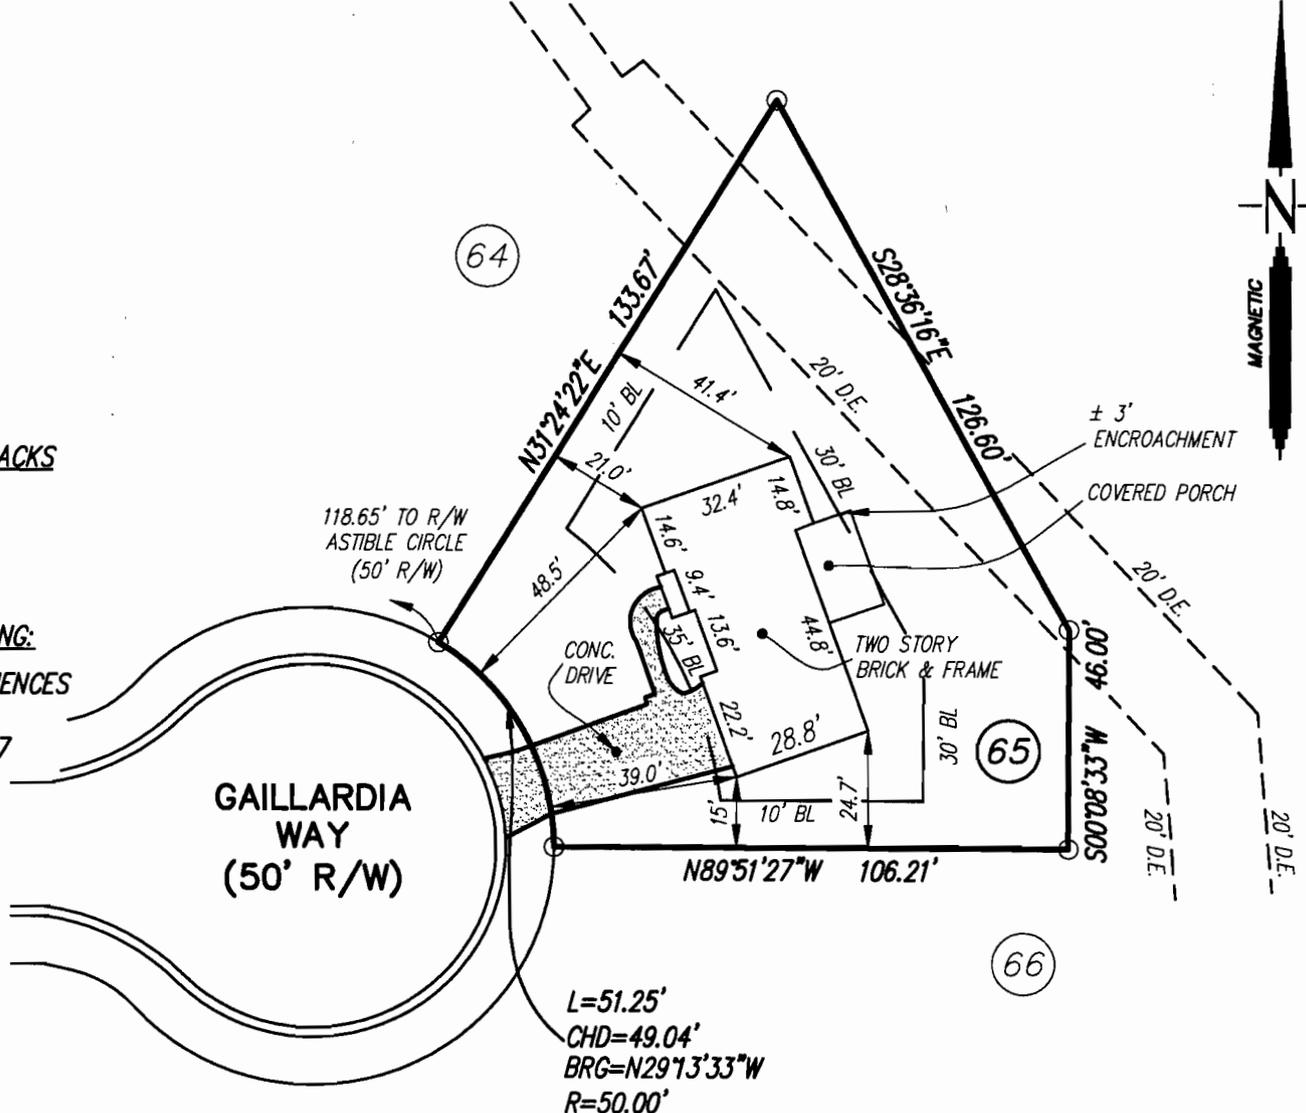 64
133.67'
N31°24'22"E
10' BL
S28°36'16"E
126.60'
20' D.E.
41.4'
21.0'
30' BL
± 3'
ENCROACHMENT
COVERED PORCH
N
MAGNETIC
ACKS
118.65' TO R/W
ASTIBLE CIRCLE
(50' R/W)
32.4'
14.8'
14.6'
9.4'
13.6'
48.5'
35' BL
44.8'
CONC.
DRIVE
TWO STORY
BRICK & FRAME
20' D.E.
46.00'
S00°08'33"W
NG:
ENCES
7
22.2'
28.8'
39.0'
30' BL
65
GAILLARDIA
WAY
(50' R/W)
15'
10' BL
24.7'
20' D.E.
20' D.E.
N89°51'27"W 106.21'
66
L=51.25'
CHD=49.04'
BRG=N29°13'33"W
R=50.00'